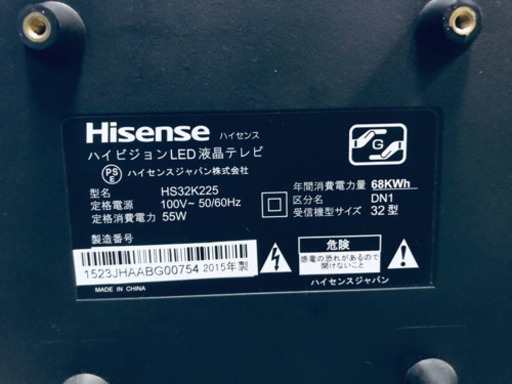 Hisense ハイセンス
ハイビジョンLED液晶テレビ
PSE ハイセンスジャパン株式会社
型名 HS32K225
定格電源 100V~ 50/60Hz
定格消費電力 55W
製造番号
1523JHAABG00754 2015年製
MADE IN CHINA
G
年間消費電力量 68KWh
区分名 DN1
受信機型サイズ 32型
危険
感電の恐れがあるので
開けないこと
ハイセンスジャパン